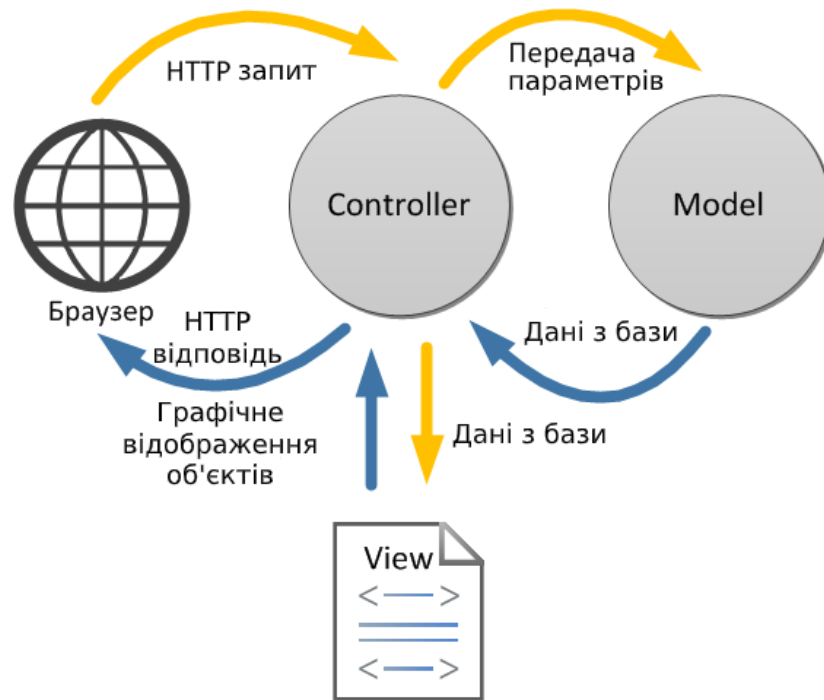 HTTP запит
Передача
параметрів
Controller
Model
Браузер
HTTP
відповідь
Дані з бази
Графічне
відображення
об'єктів
Дані з бази
View